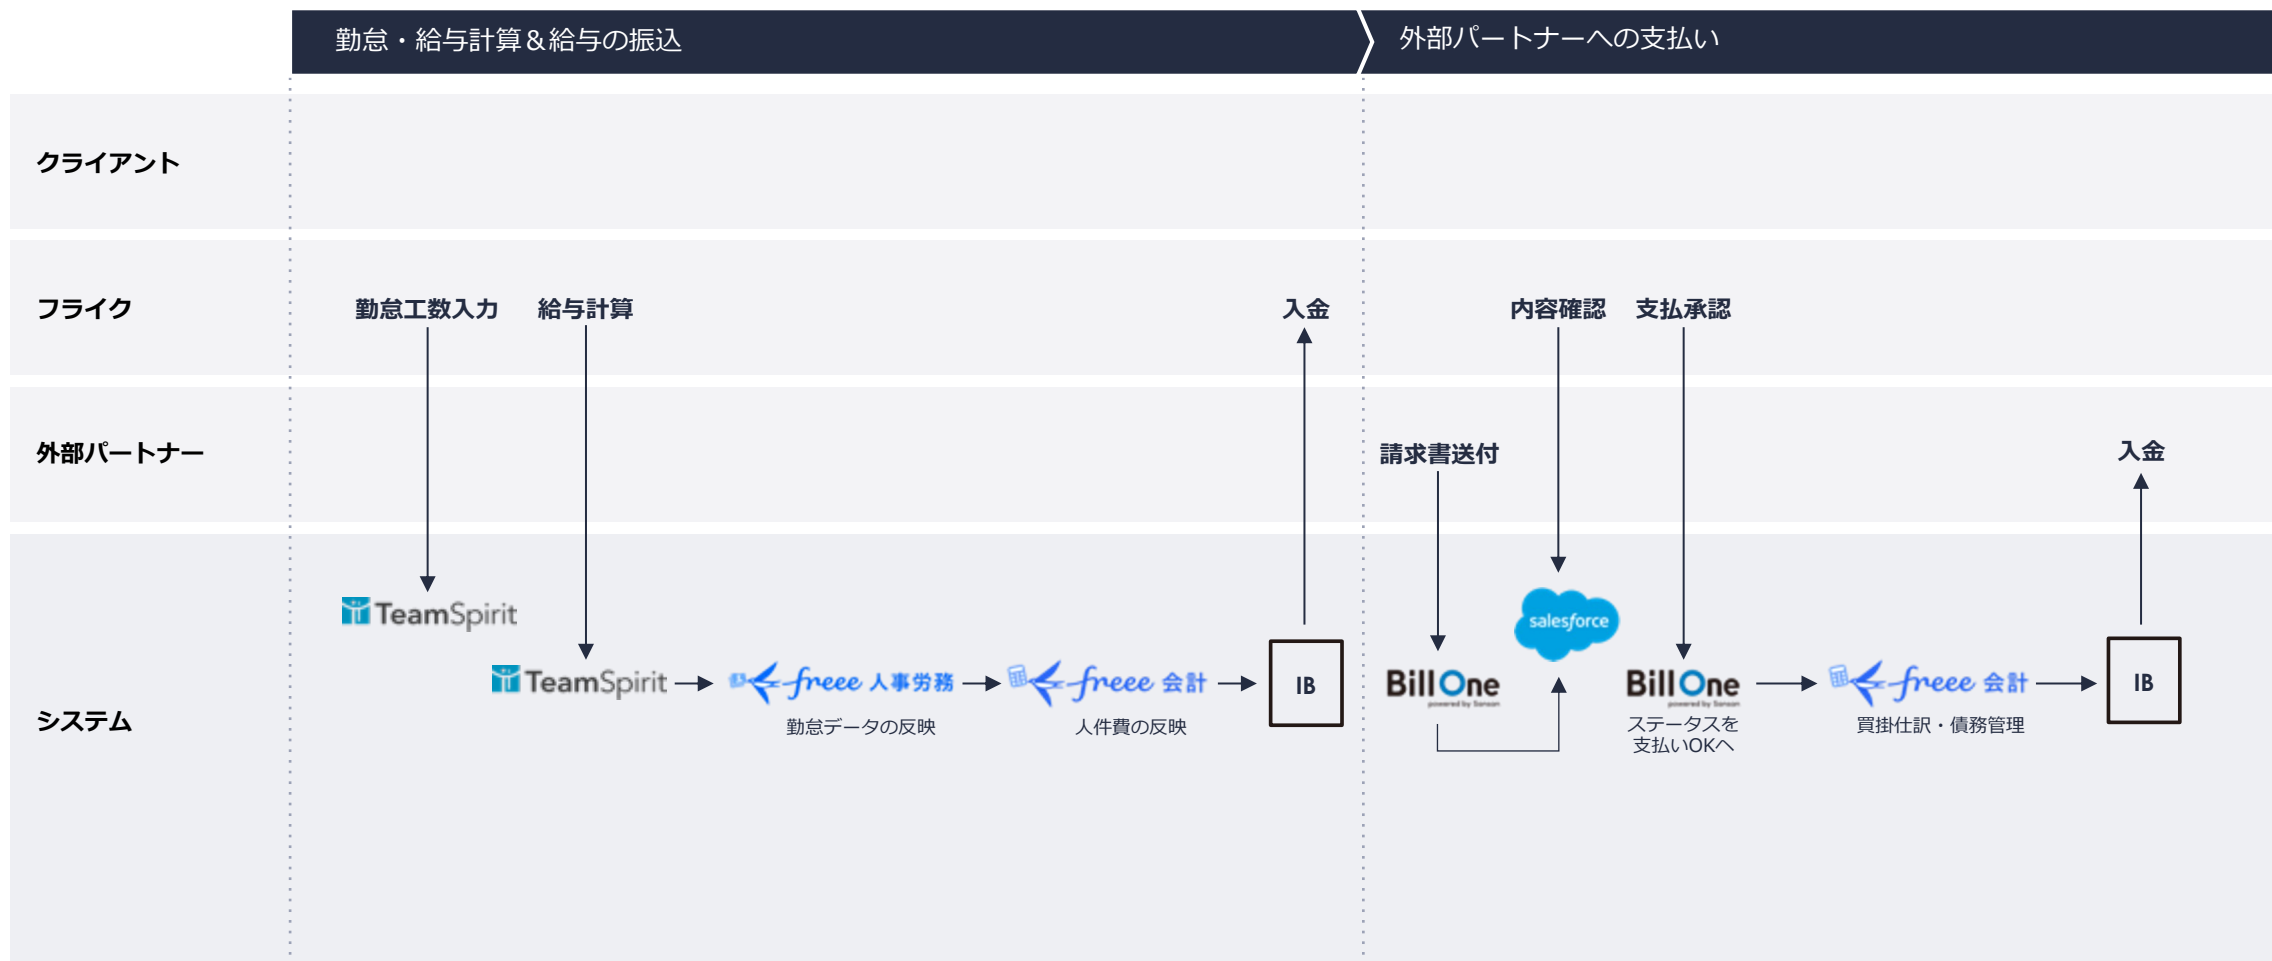 勤怠・給与計算＆給与の振込
外部パートナーへの支払い
クライアント
フライク
勤怠工数入力
給与計算
入金
内容確認
支払承認
外部パートナー
請求書送付
入金
システム
TeamSpirit
TeamSpirit
freee 人事労務
勤怠データの反映
freee 会計
人件費の反映
IB
Bill One
powered by Sansan
salesforce
Bill One
powered by Sansan
ステータスを
支払いOKへ
freee 会計
買掛仕訳・債務管理
IB